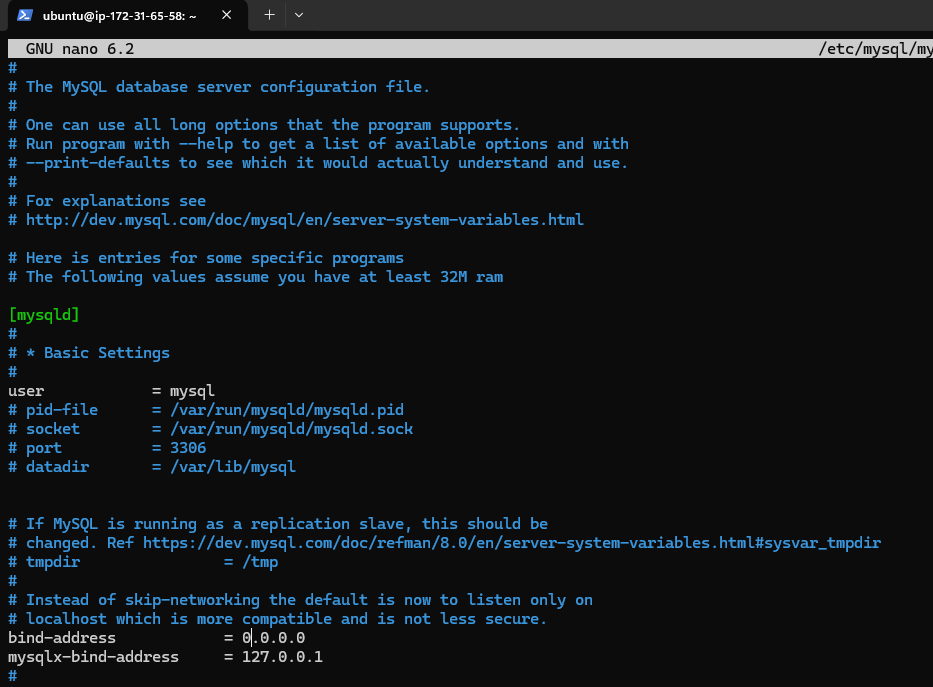 ubuntu@ip-172-31-65-58: ~
GNU nano 6.2 /etc/mysql/my
#
# The MySQL database server configuration file.
#
# One can use all long options that the program supports.
# Run program with --help to get a list of available options and with
# --print-defaults to see which it would actually understand and use.
#
# For explanations see
# http://dev.mysql.com/doc/mysql/en/server-system-variables.html
# Here is entries for some specific programs
# The following values assume you have at least 32M ram
[mysqld]
#
# * Basic Settings
#
user = mysql
# pid-file = /var/run/mysqld/mysqld.pid
# socket = /var/run/mysqld/mysqld.sock
# port = 3306
# datadir = /var/lib/mysql
# If MySQL is running as a replication slave, this should be
# changed. Ref https://dev.mysql.com/doc/refman/8.0/en/server-system-variables.html#sysvar_tmpdir
# tmpdir = /tmp
#
# Instead of skip-networking the default is now to listen only on
# localhost which is more compatible and is not less secure.
bind-address = 0.0.0.0
mysqlx-bind-address = 127.0.0.1
#